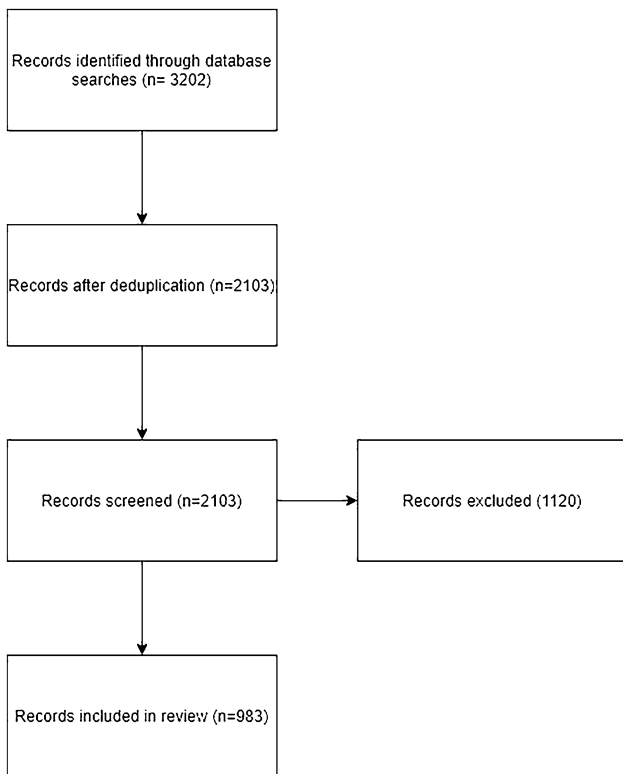 Records identified through database
searches (n= 3202)
Records after deduplication (n=2103)
Records screened (n=2103)
Records excluded (1120)
Records included in review (n=983)